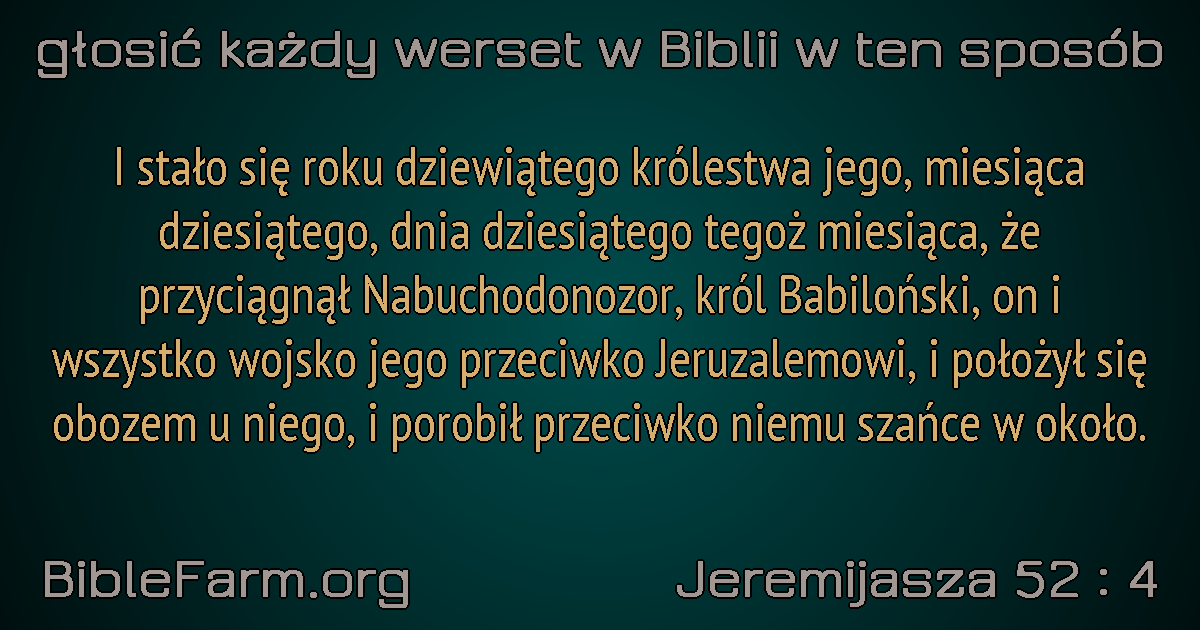 głosić każdy werset w Biblii w ten sposób
I stało się roku dziewiątego królestwa jego, miesiąca
dziesiątego, dnia dziesiątego tegoż miesiąca, że
przyciągnął Nabuchodonozor, król Babiloński, on i
wszystko wojsko jego przeciwko Jeruzalemowi, i położył się
obozem u niego, i porobił przeciwko niemu szańce w około.
BibleFarm.org
Jeremijasza 52 : 4